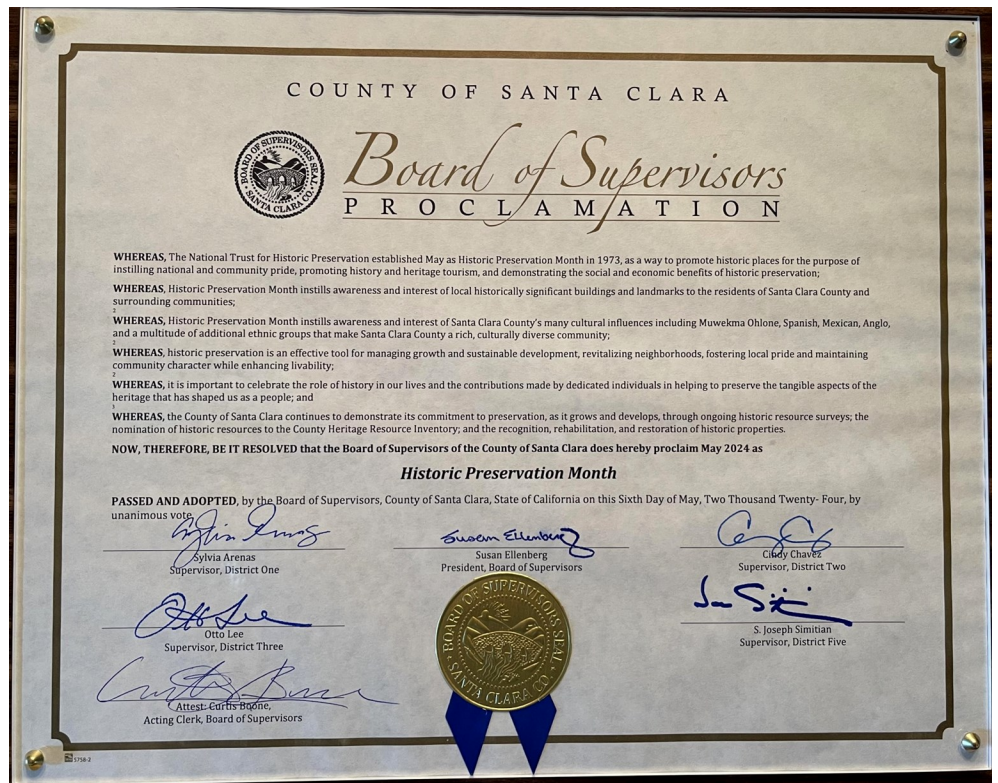 COUNTY OF SANTA CLARA
BOARD OF SUPERVISORS SEAL
SANTA CLARA CO.
Board of Supervisors
PROCLAMATION
WHEREAS, The National Trust for Historic Preservation established May as Historic Preservation Month in 1973, as a way to promote historic places for the purpose of
instilling national and community pride, promoting history and heritage tourism, and demonstrating the social and economic benefits of historic preservation;
WHEREAS, Historic Preservation Month instills awareness and interest of local historically significant buildings and landmarks to the residents of Santa Clara County and
surrounding communities;
2
WHEREAS, Historic Preservation Month instills awareness and interest of Santa Clara County's many cultural influences including Muwekma Ohlone, Spanish, Mexican, Anglo,
and a multitude of additional ethnic groups that make Santa Clara County a rich, culturally diverse community;
2
WHEREAS, historic preservation is an effective tool for managing growth and sustainable development, revitalizing neighborhoods, fostering local pride and maintaining
community character while enhancing livability;
2
WHEREAS, it is important to celebrate the role of history in our lives and the contributions made by dedicated individuals in helping to preserve the tangible aspects of the
heritage that has shaped us as a people; and
WHEREAS, the County of Santa Clara continues to demonstrate its commitment to preservation, as it grows and develops, through ongoing historic resource surveys; the
nomination of historic resources to the County Heritage Resource Inventory; and the recognition, rehabilitation, and restoration of historic properties.
NOW, THEREFORE, BE IT RESOLVED that the Board of Supervisors of the County of Santa Clara does hereby proclaim May 2024 as
Historic Preservation Month
PASSED AND ADOPTED, by the Board of Supervisors, County of Santa Clara, State of California on this Sixth Day of May, Two Thousand Twenty- Four, by
unanimous vote.
Sylvia Arenas
Supervisor, District One
Susan Ellenberg
Susan Ellenberg
President, Board of Supervisors
Cindy Chavez
Supervisor, District Two
Otto Lee
Otto Lee
Supervisor, District Three
S. Joseph Simitian
Supervisor, District Five
Attest: Curtis Boone,
Acting Clerk, Board of Supervisors
BOARD OF SUPERVISORS SEAL
SANTA CLARA CO.
5758-2